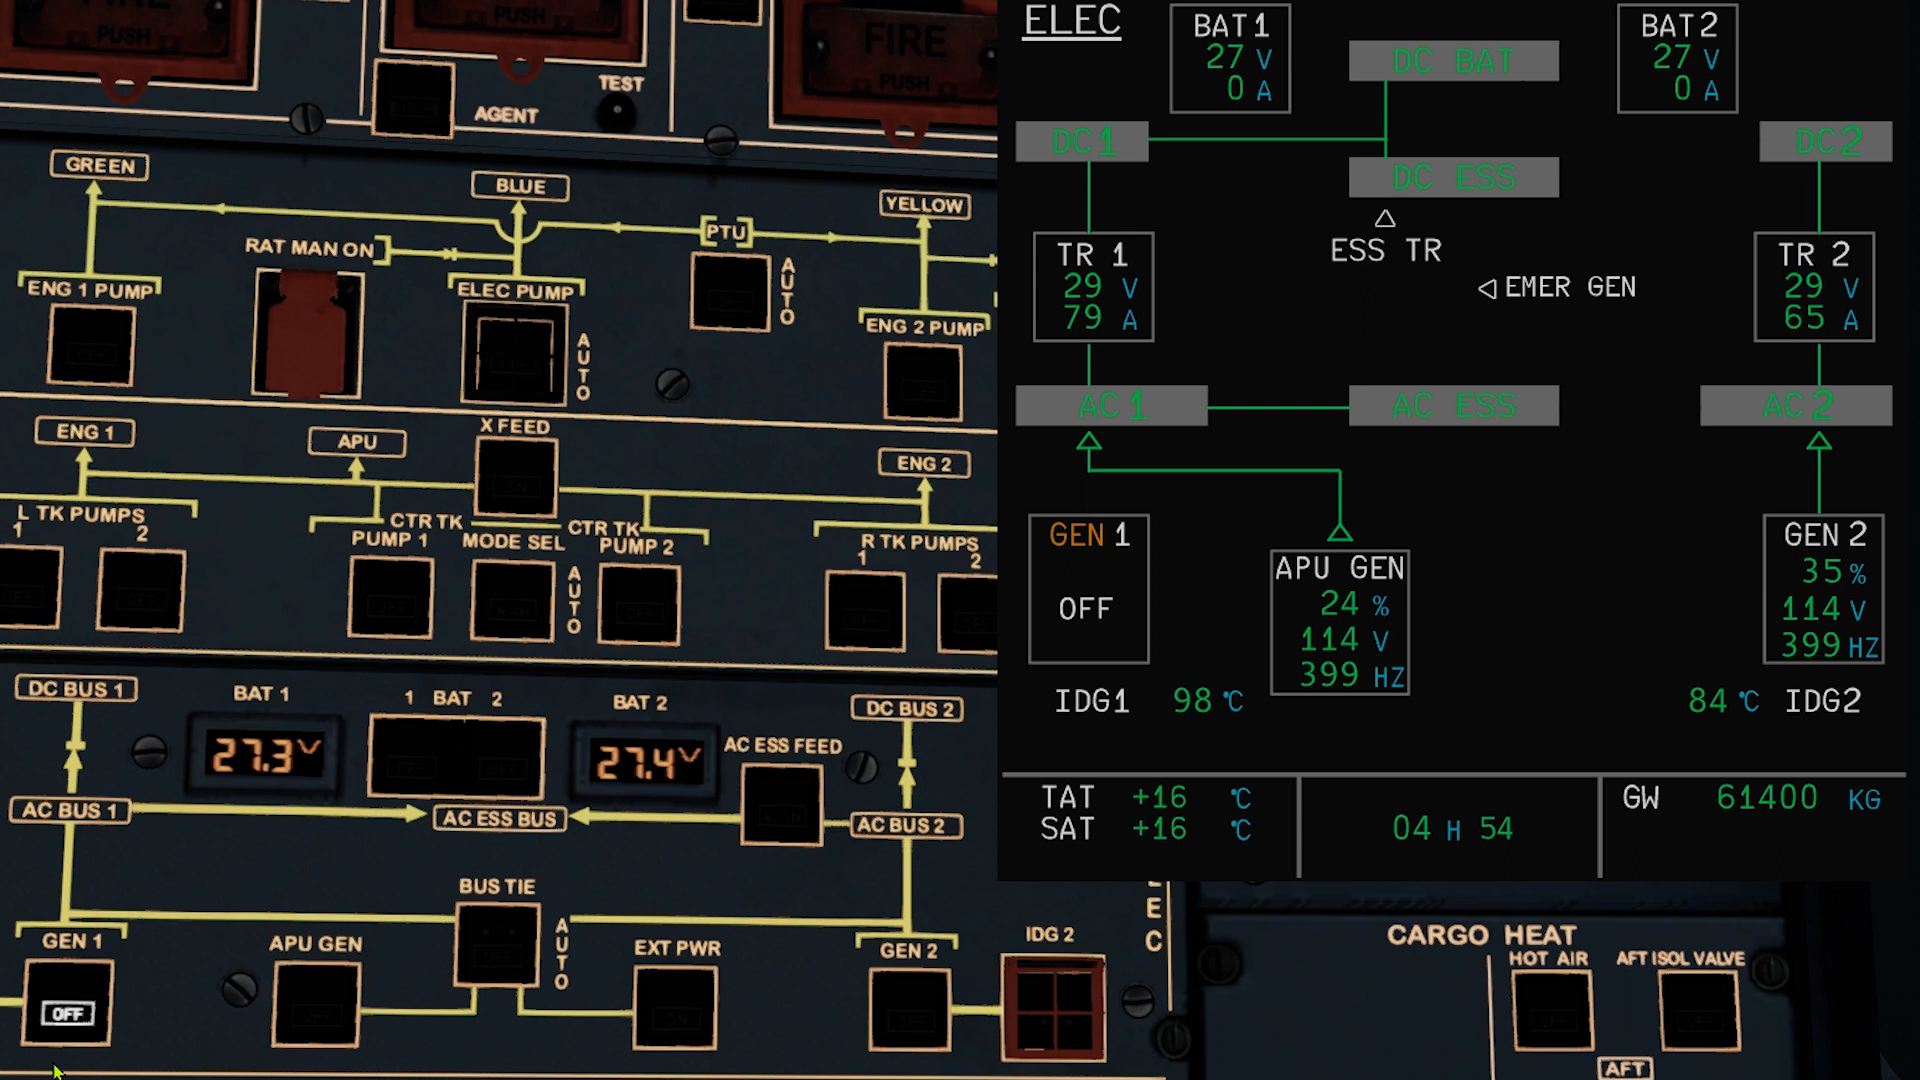 FIRE
PUSH
PUSH
FIRE
PUSH
AGENT
TEST
GREEN
BLUE
YELLOW
RAT MAN ON
PTU
ENG 1 PUMP
ELEC PUMP
AUTO
ENG 2 PUMP
AUTO
ENG 1
APU
X FEED
ENG 2
L TK PUMPS
1
2
CTR TK
PUMP 1
MODE SEL
AUTO
CTR TK
PUMP 2
R TK PUMPS
1
2
DC BUS 1
BAT 1
27.3V
1 BAT 2
BAT 2
27.4V
DC BUS 2
AC ESS FEED
AC BUS 1
AC ESS BUS
AC BUS 2
BUS TIE
AUTO
GEN 1
OFF
APU GEN
EXT PWR
GEN 2
IDG 2
E
C
CARGO HEAT
HOT AIR
AFT ISOL VALVE
AFT
ELEC
BAT 1
27 V
0 A
DC BAT
BAT 2
27 V
0 A
DC 1
DC ESS
DC 2
ESS TR
EMER GEN
TR 1
29 V
79 A
TR 2
29 V
65 A
AC 1
AC ESS
AC 2
GEN 1
OFF
APU GEN
24 %
114 V
399 HZ
GEN 2
35 %
114 V
399 HZ
IDG1 98 °C
84 °C IDG2
TAT +16 °C
SAT +16 °C
04 H 54
GW 61400 KG